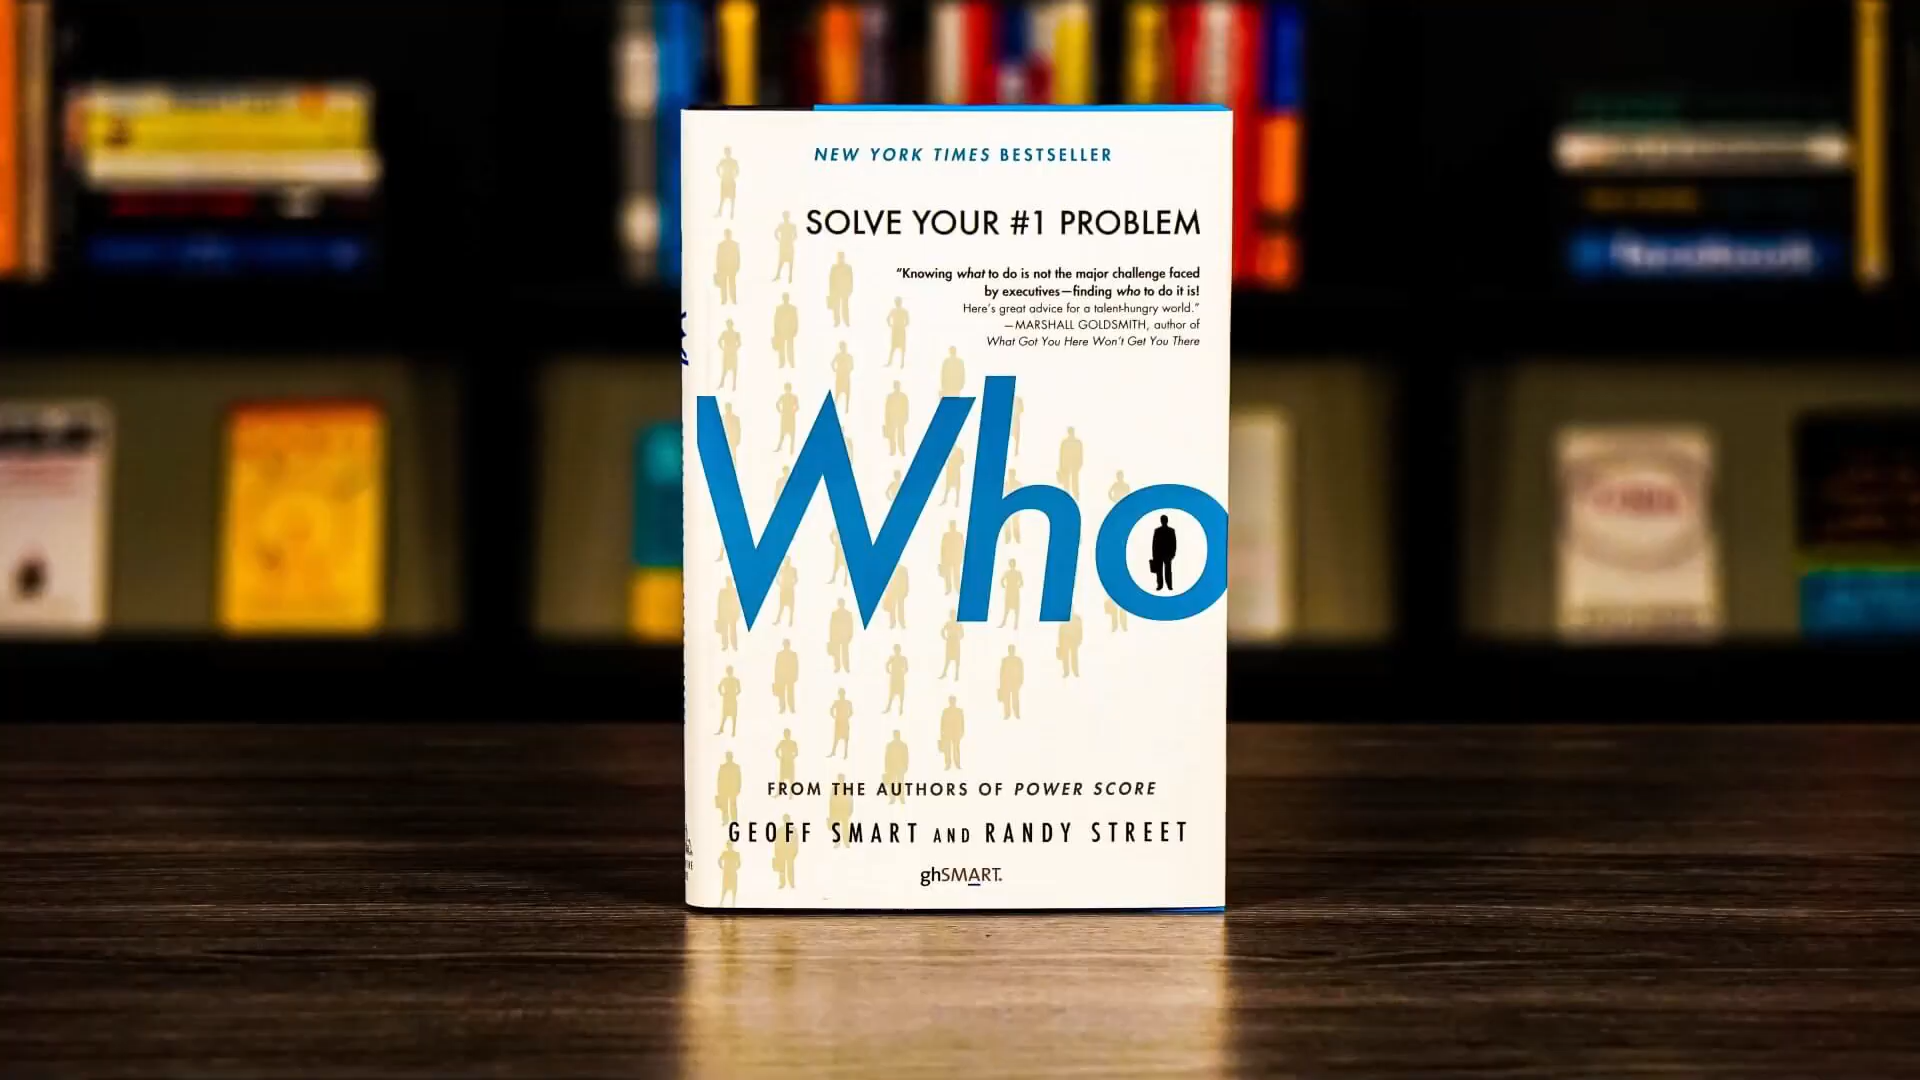 NEW YORK TIMES BESTSELLER
SOLVE YOUR #1 PROBLEM
“Knowing what to do is not the major challenge faced
by executives—finding who to do it is!
Here’s great advice for a talent-hungry world.”
—MARSHALL GOLDSMITH, author of
What Got You Here Won’t Get You There
Who
FROM THE AUTHORS OF POWER SCORE
GEOFF SMART AND RANDY STREET
ghSMART.